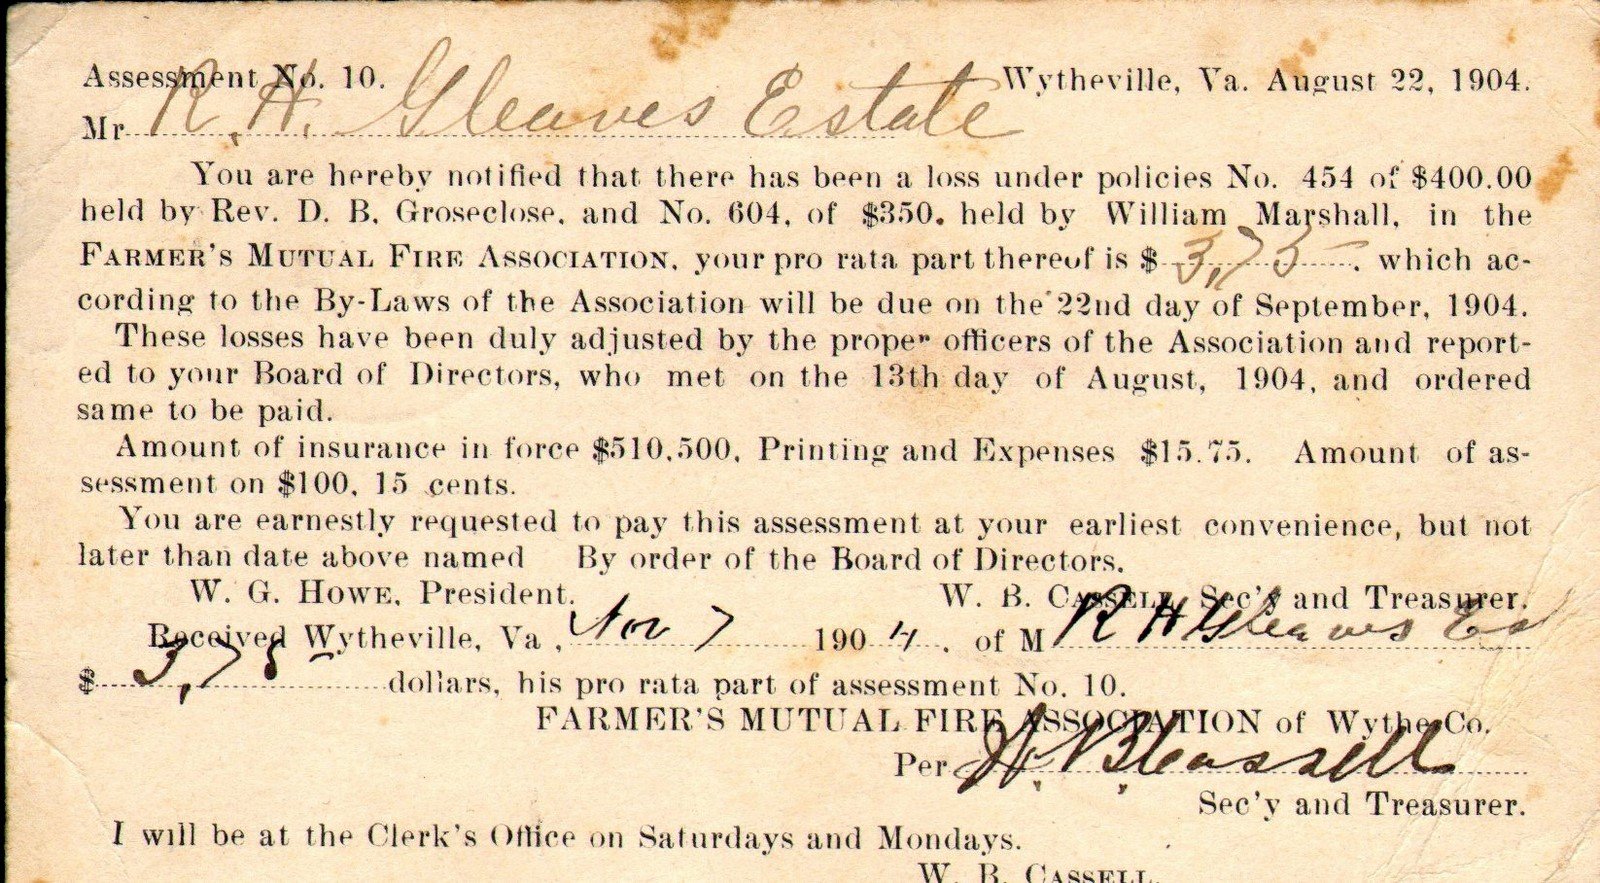 Assessment No. 10. Wytheville, Va. August 22, 1904.
Mr R. H. Gleaves Estate
You are hereby notified that there has been a loss under policies No. 454 of $400.00
held by Rev. D. B. Groseclose, and No. 604, of $350. held by William Marshall, in the
FARMER'S MUTUAL FIRE ASSOCIATION, your pro rata part thereof is $ 3,75 . which ac-
cording to the By-Laws of the Association will be due on the 22nd day of September, 1904.
These losses have been duly adjusted by the proper officers of the Association and report-
ed to your Board of Directors, who met on the 13th day of August, 1904, and ordered
same to be paid.
Amount of insurance in force $510,500, Printing and Expenses $15.75. Amount of as-
sessment on $100, 15 cents.
You are earnestly requested to pay this assessment at your earliest convenience, but not
later than date above named By order of the Board of Directors.
W. G. HOWE, President. W. B. CASSELL, Sec'y and Treasurer.
Received Wytheville, Va , Nov 7 1904 . of M R H Gleaves Es
$ 3,75 dollars, his pro rata part of assessment No. 10.
FARMER'S MUTUAL FIRE ASSOCIATION of Wythe Co.
Per W. B. Cassell
Sec'y and Treasurer.
I will be at the Clerk's Office on Saturdays and Mondays.
W. B. CASSELL.